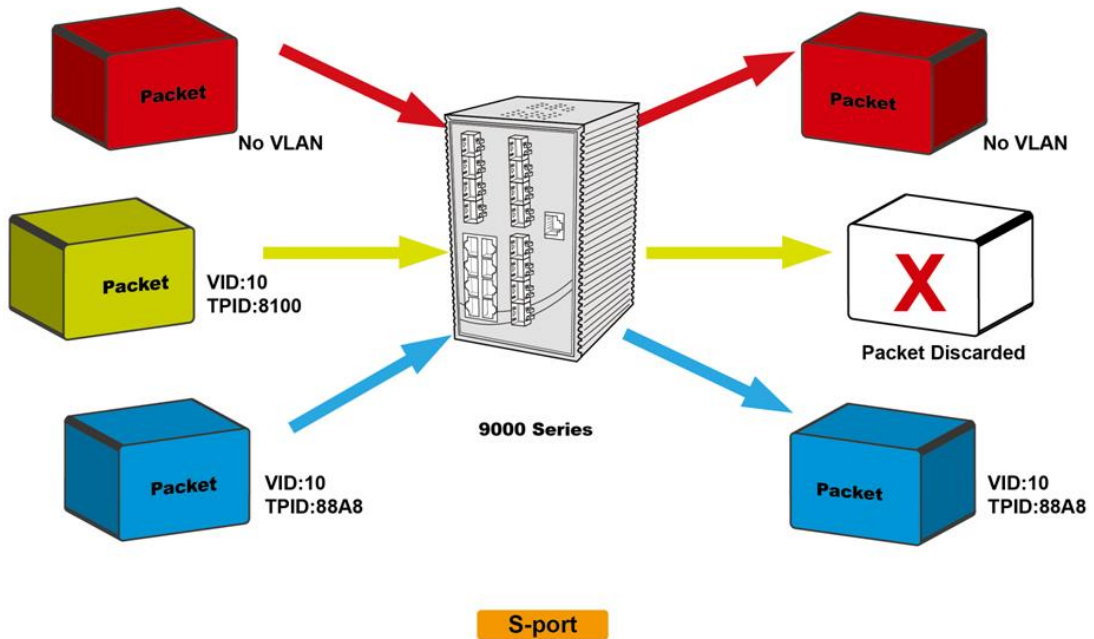 Packet
No VLAN
Packet
No VLAN
Packet
VID:10
TPID:8100
X
Packet Discarded
9000 Series
Packet
VID:10
TPID:88A8
Packet
VID:10
TPID:88A8
S-port